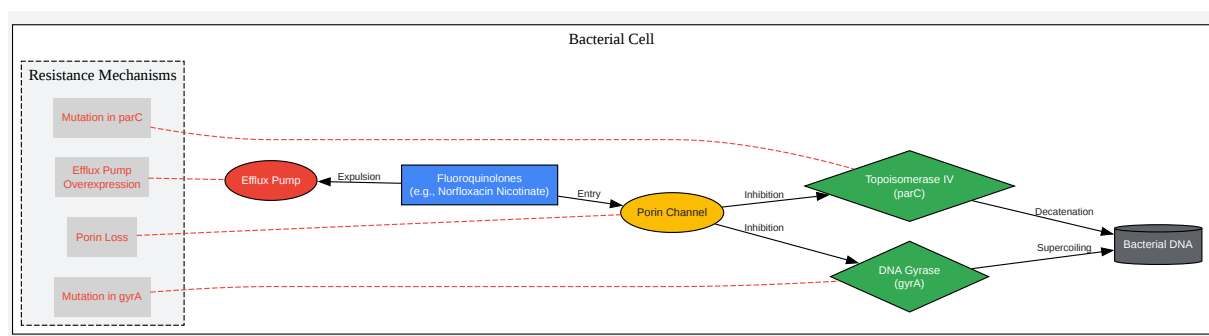 Bacterial Cell
Resistance Mechanisms
Mutation in parC
Efflux Pump
Overexpression
Porin Loss
Mutation in gyrA
Efflux Pump
Expulsion
Fluoroquinolones
(e.g., Norfloxacin Nicotinate)
Entry
Porin Channel
Inhibition
Inhibition
Topoisomerase IV
(parC)
DNA Gyrase
(gyrA)
Decatenation
Supercoiling
Bacterial DNA